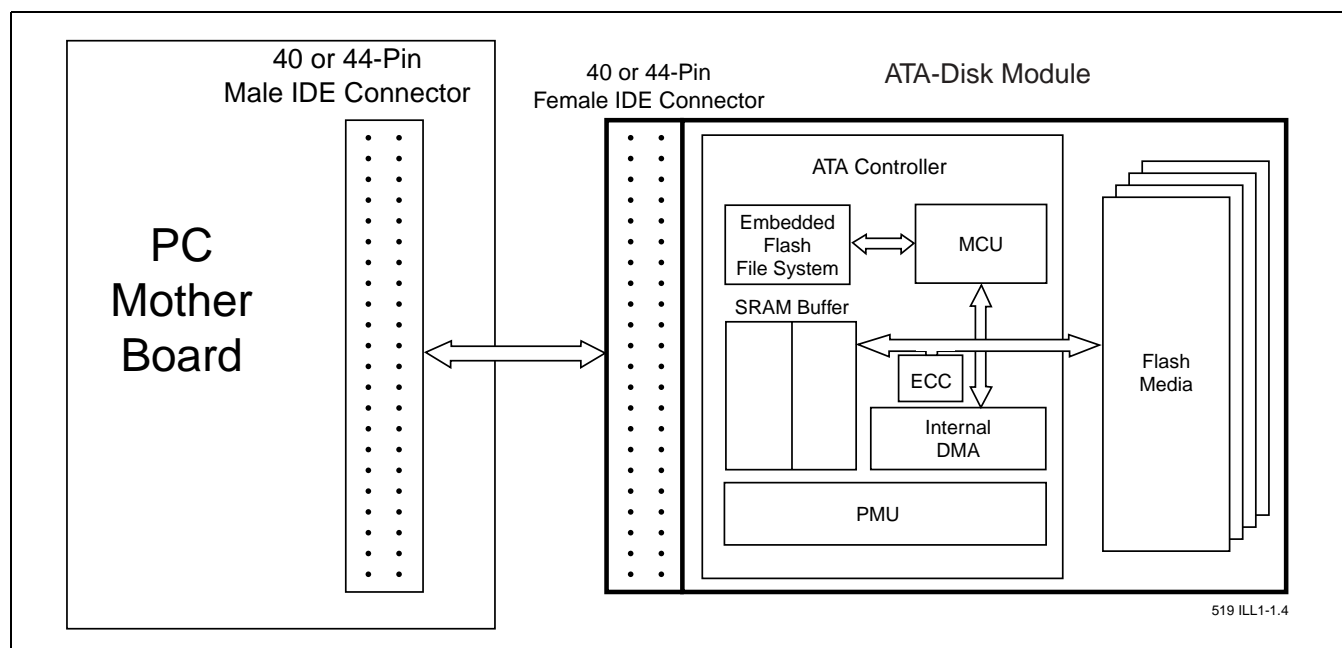 40 or 44-Pin
Male IDE Connector
40 or 44-Pin
Female IDE Connector
ATA-Disk Module
PC
Mother
Board
ATA Controller
Embedded
Flash
File System
MCU
SRAM Buffer
ECC
Internal
DMA
PMU
Flash
Media
519 ILL1-1.4